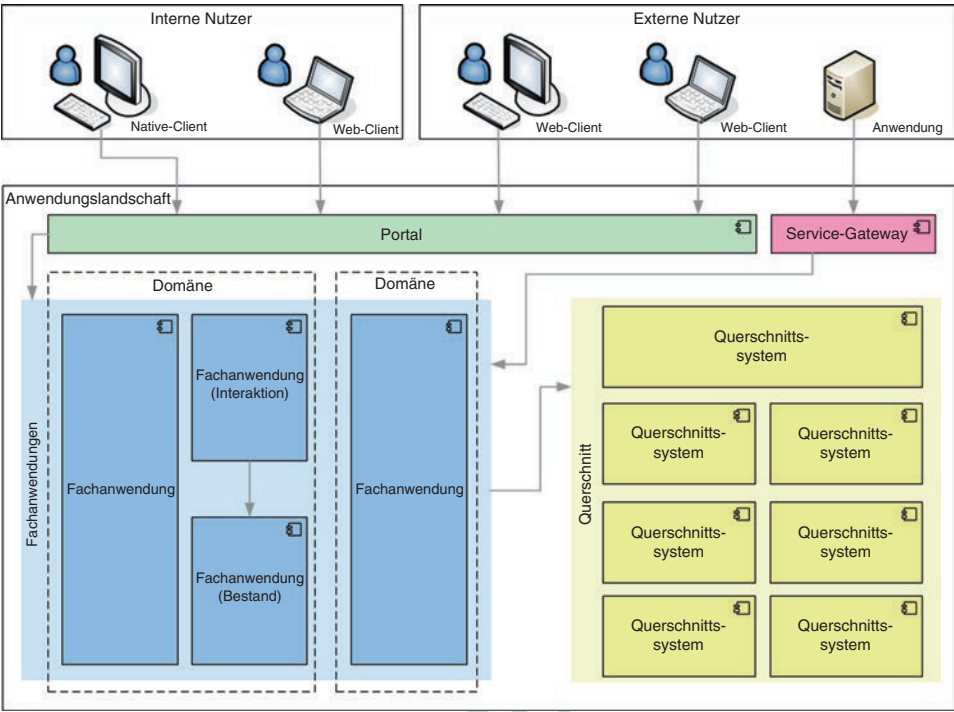 Interne Nutzer
Externe Nutzer
Native-Client
Web-Client
Web-Client
Web-Client
Anwendung
Anwendungslandschaft
Portal
Service-Gateway
Domäne
Domäne
Fachanwendungen
Fachanwendung
Fachanwendung
(Interaktion)
Fachanwendung
(Bestand)
Fachanwendung
Querschnitt
Querschnitts-
system
Querschnitts-
system
Querschnitts-
system
Querschnitts-
system
Querschnitts-
system
Querschnitts-
system
Querschnitts-
system